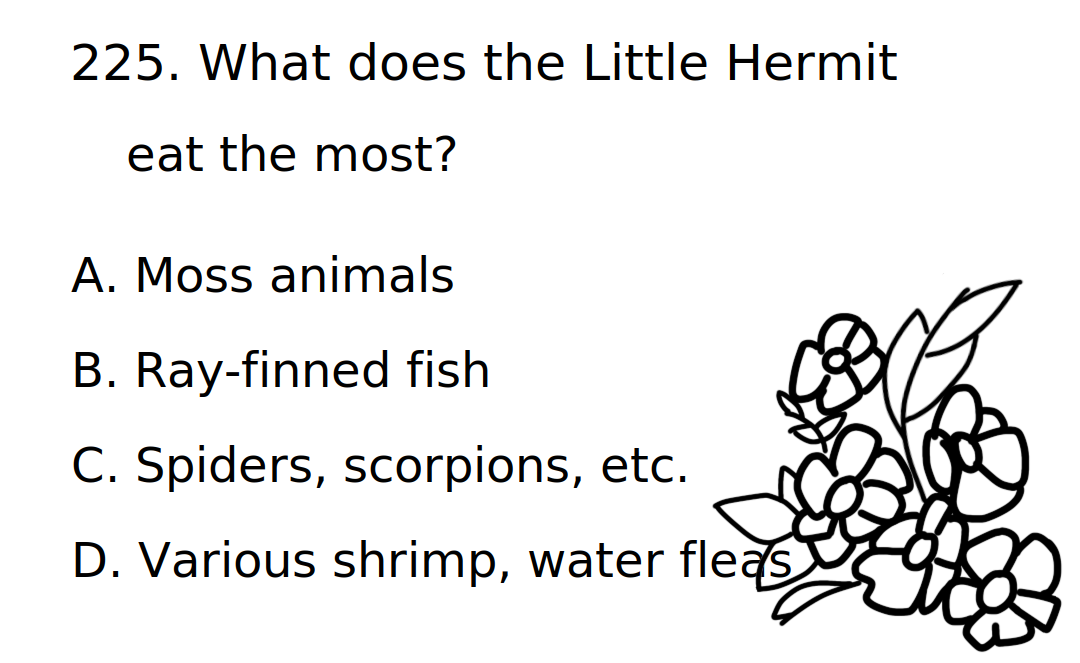 225. What does the Little Hermit
eat the most?
A. Moss animals
B. Ray-finned fish
C. Spiders, scorpions, etc.
D. Various shrimp, water fleas